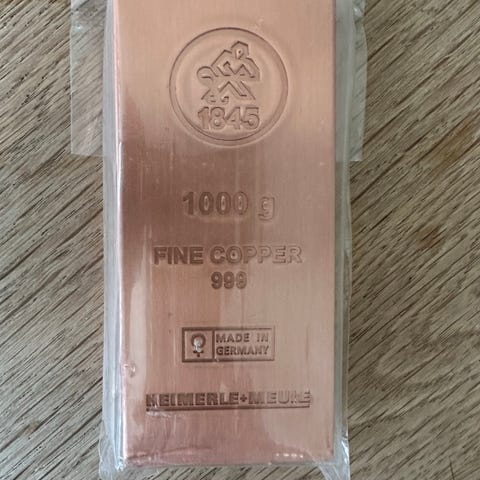 1845
1000 g
FINE COPPER
999
MADE IN
GERMANY
HEIMERLE+MEULE